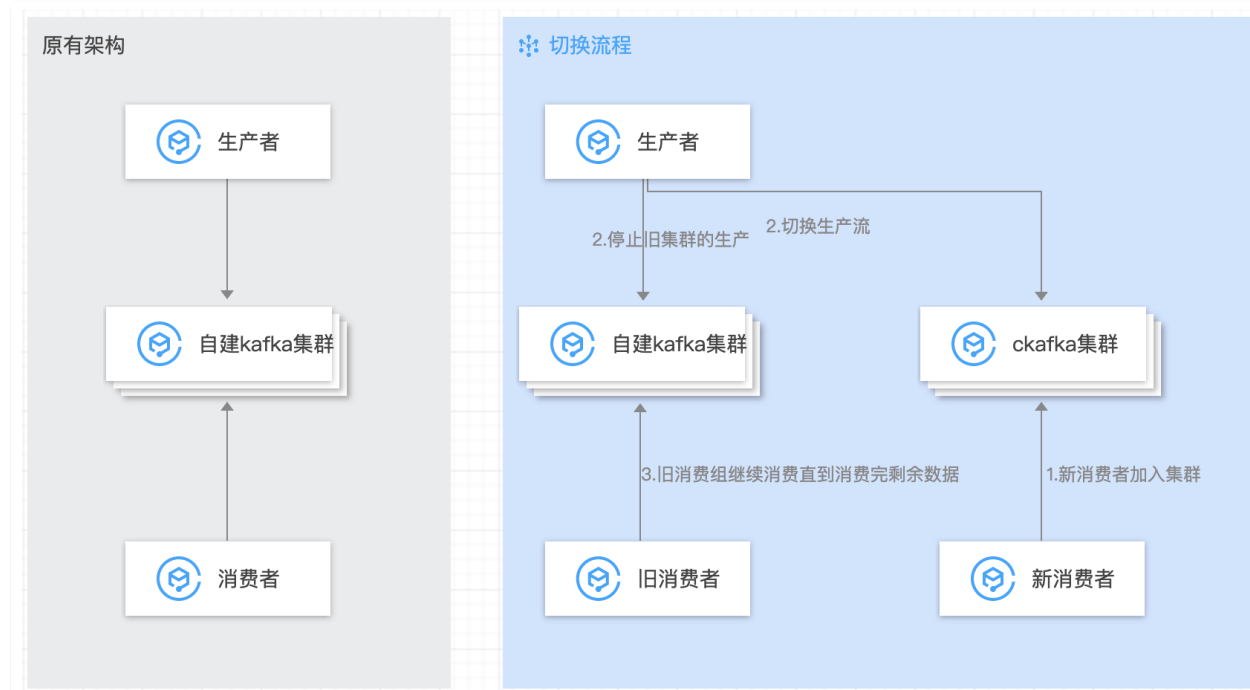 原有架构
生产者
自建kafka集群
消费者
切换流程
生产者
2.停止旧集群的生产
2.切换生产流
自建kafka集群
ckafka集群
3.旧消费组继续消费直到消费完剩余数据
1.新消费者加入集群
旧消费者
新消费者